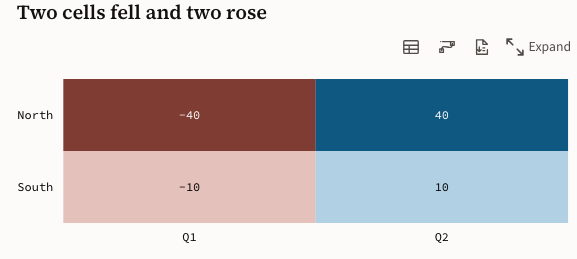 Two cells fell and two rose
Expand
North −40 40
South −10 10
Q1 Q2